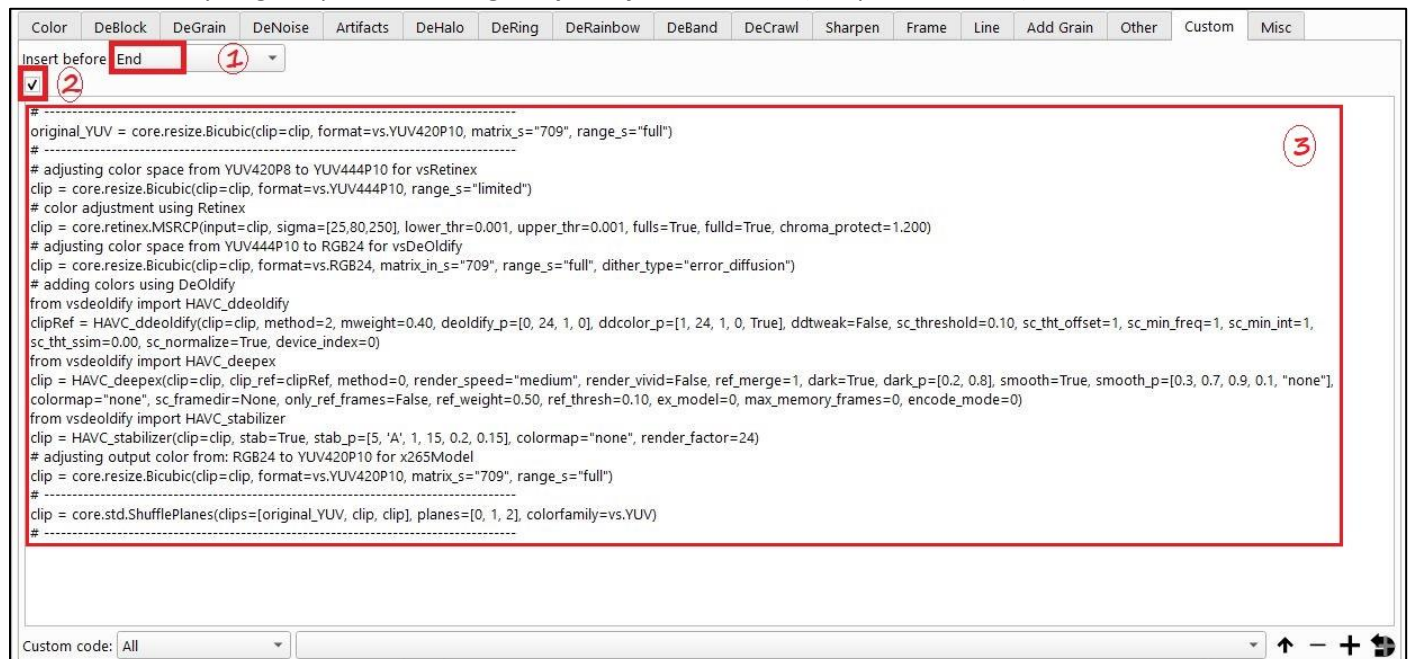 Color DeBlock DeGrain DeNoise Artifacts DeHalo DeRing DeRainbow DeBand DeCrawl Sharpen Frame Line Add Grain Other Custom Misc
Insert before End 1
2
3
# -----------------------------------------------------------------------------------
original_YUV = core.resize.Bicubic(clip=clip, format=vs.YUV420P10, matrix_s="709", range_s="full")
# -----------------------------------------------------------------------------------
# adjusting color space from YUV420P8 to YUV444P10 for vsRetinex
clip = core.resize.Bicubic(clip=clip, format=vs.YUV444P10, range_s="limited")
# color adjustment using Retinex
clip = core.retinex.MSRCP(input=clip, sigma=[25,80,250], lower_thr=0.001, upper_thr=0.001, fulls=True, fulld=True, chroma_protect=1.200)
# adjusting color space from YUV444P10 to RGB24 for vsDeOldify
clip = core.resize.Bicubic(clip=clip, format=vs.RGB24, matrix_in_s="709", range_s="full", dither_type="error_diffusion")
# adding colors using DeOldify
from vsdeoldify import HAVC_ddeoldify
clipRef = HAVC_ddeoldify(clip=clip, method=2, mweight=0.40, deoldify_p=[0, 24, 1, 0], ddcolor_p=[1, 24, 1, 0, True], ddtweak=False, sc_threshold=0.10, sc_tht_offset=1, sc_min_freq=1, sc_min_int=1,
sc_tht_ssim=0.00, sc_normalize=True, device_index=0)
from vsdeoldify import HAVC_deepex
clip = HAVC_deepex(clip=clip, clip_ref=clipRef, method=0, render_speed="medium", render_vivid=False, ref_merge=1, dark=True, dark_p=[0.2, 0.8], smooth=True, smooth_p=[0.3, 0.7, 0.9, 0.1, "none"],
colormap="none", sc_framedir=None, only_ref_frames=False, ref_weight=0.50, ref_thresh=0.10, ex_model=0, max_memory_frames=0, encode_mode=0)
from vsdeoldify import HAVC_stabilizer
clip = HAVC_stabilizer(clip=clip, stab=True, stab_p=[5, 'A', 1, 15, 0.2, 0.15], colormap="none", render_factor=24)
# adjusting output color from: RGB24 to YUV420P10 for x265Model
clip = core.resize.Bicubic(clip=clip, format=vs.YUV420P10, matrix_s="709", range_s="full")
# -----------------------------------------------------------------------------------
clip = core.std.ShufflePlanes(clips=[original_YUV, clip, clip], planes=[0, 1, 2], colorfamily=vs.YUV)
# -----------------------------------------------------------------------------------
Custom code: All